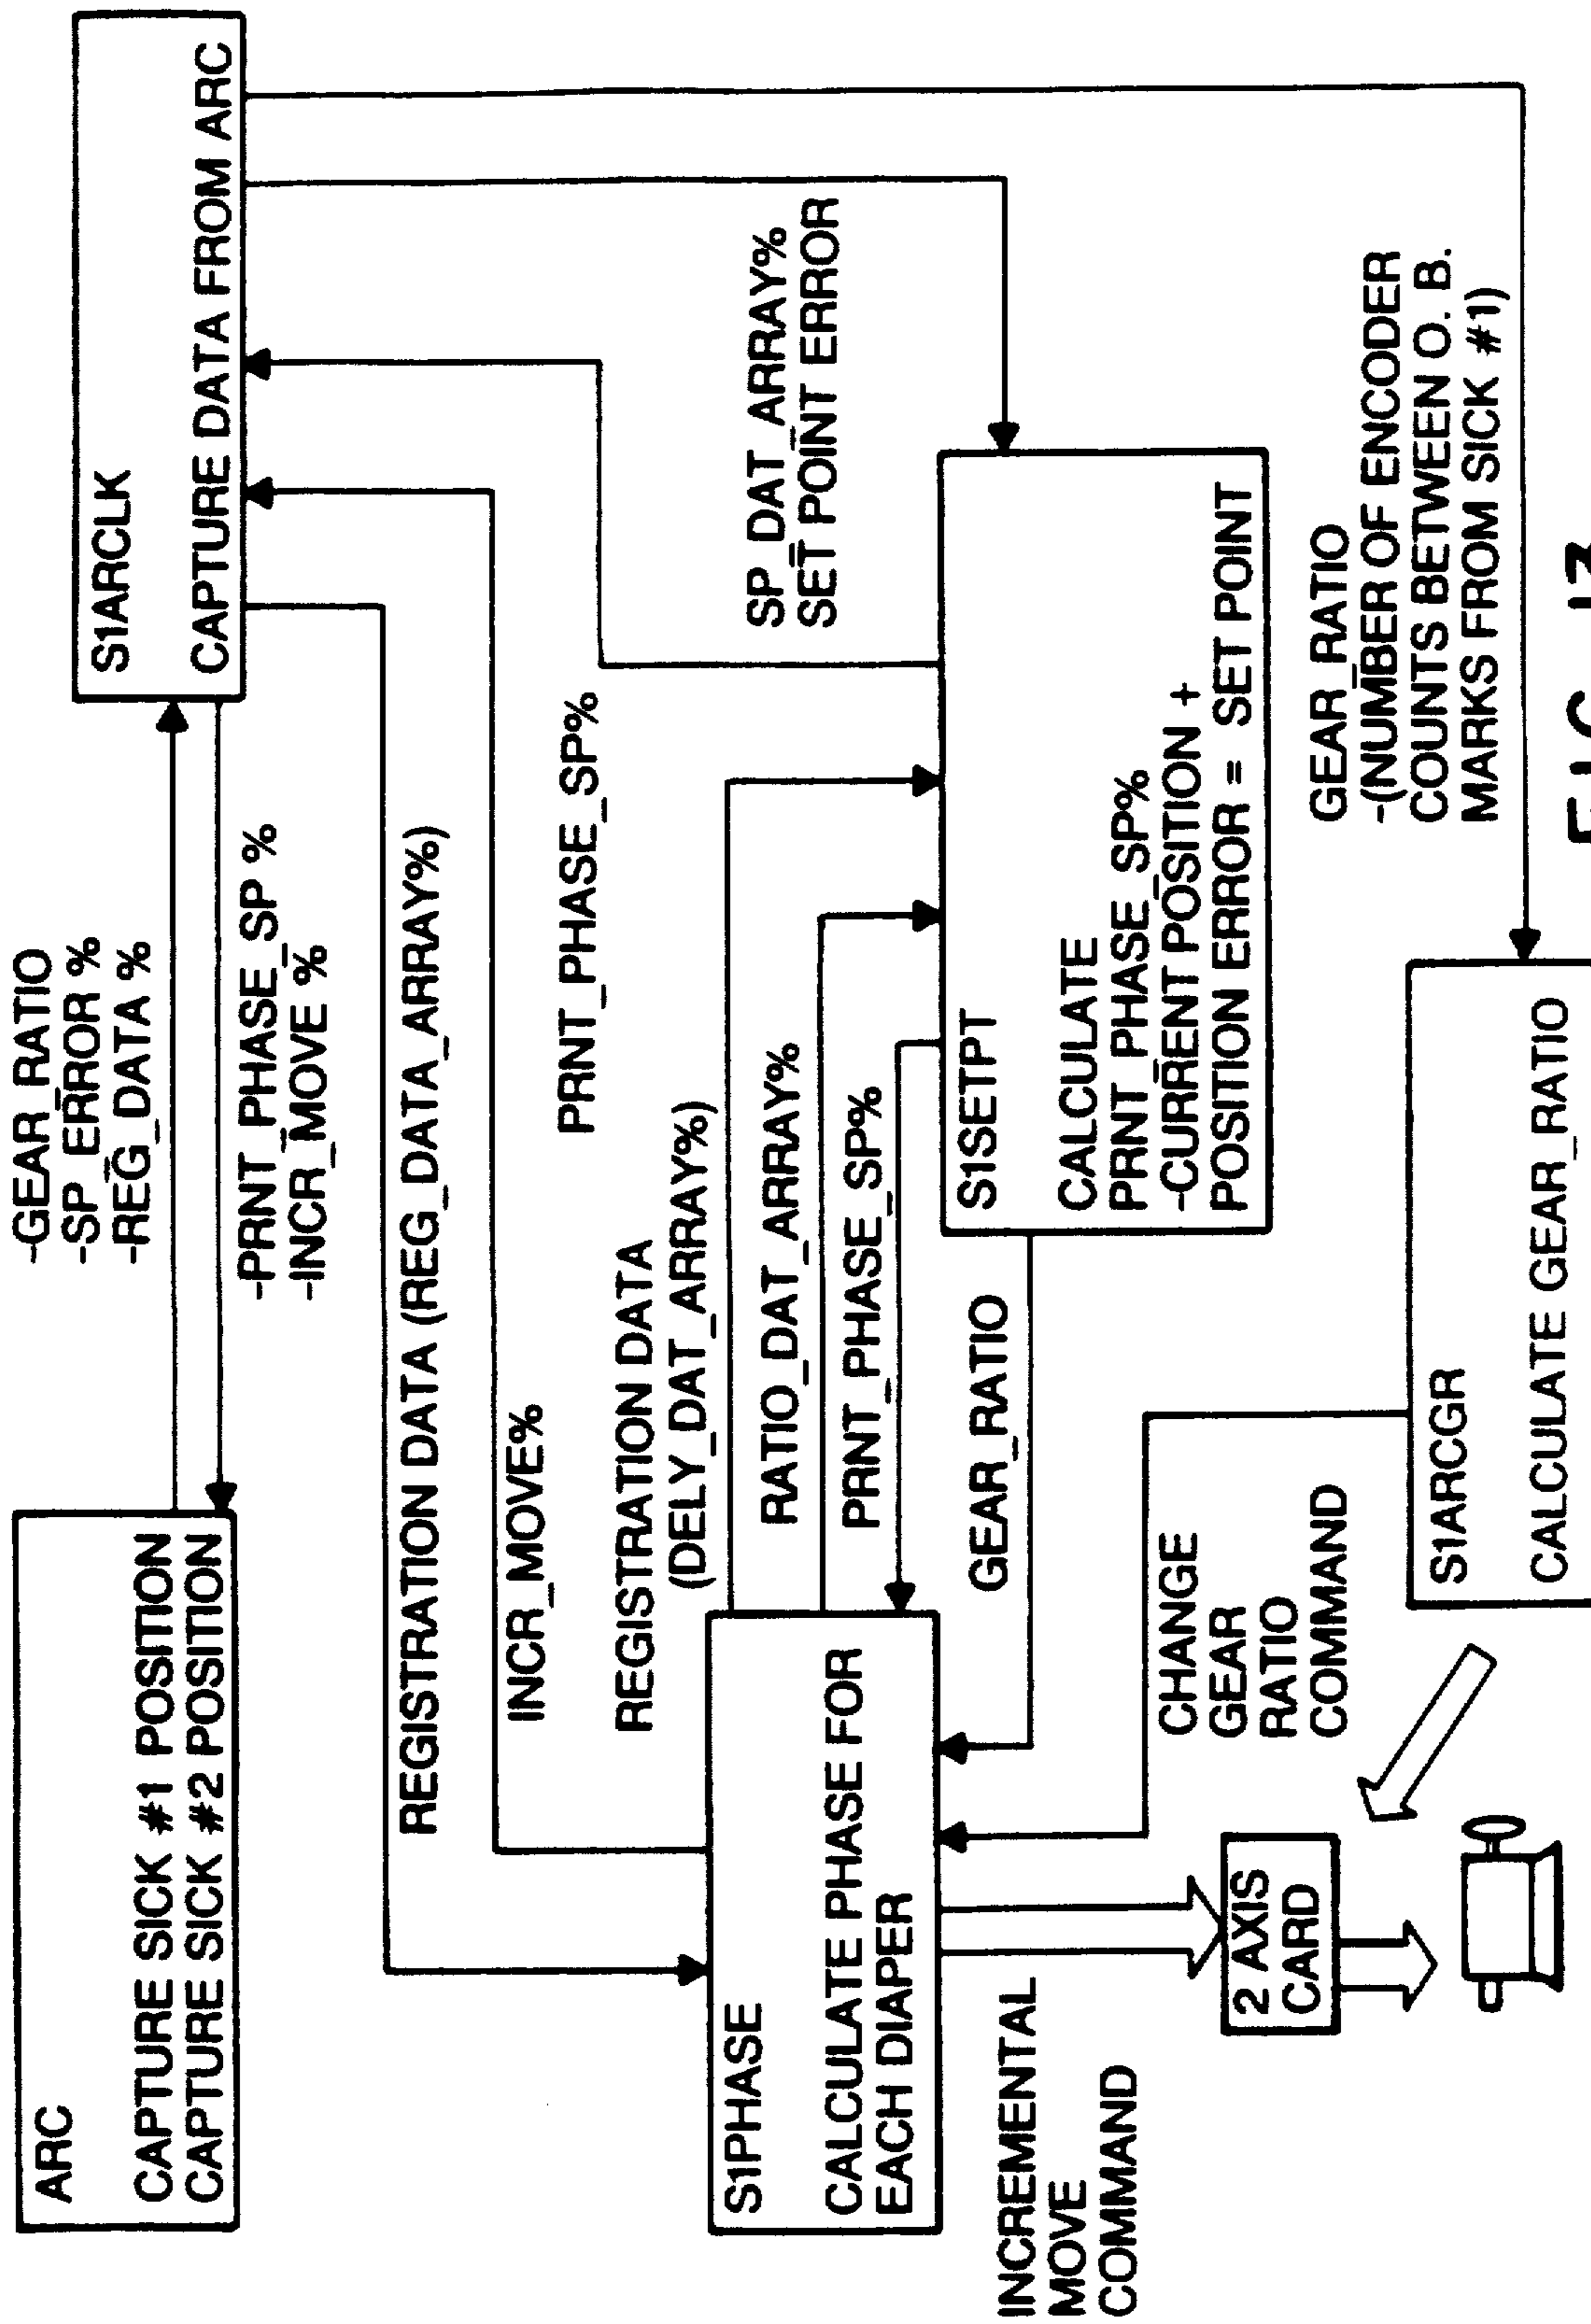 ARC
CAPTURE SICK #1 POSITION
CAPTURE SICK #2 POSITION
-GEAR_RATIO
-SP_ERROR %
-REG_DATA %
-PRNT_PHASE_SP %
-INCR_MOVE %
S1ARCLK
CAPTURE DATA FROM ARC
REGISTRATION DATA (REG_DATA_ARRAY%)
INCR_MOVE%
PRNT_PHASE_SP%
REGISTRATION DATA
(DELY_DAT_ARRAY%)
RATIO_DAT_ARRAY%
PRNT_PHASE_SP%
SP_DAT_ARRAY%
SET POINT ERROR
S1PHASE
CALCULATE PHASE FOR
EACH DIAPER
S1SETPT
CALCULATE
PRNT_PHASE_SP%
-CURRENT POSITION +
POSITION ERROR = SET POINT
GEAR_RATIO
INCREMENTAL
MOVE
COMMAND
CHANGE
GEAR
RATIO
COMMAND
GEAR_RATIO
-(NUMBER OF ENCODER
COUNTS BETWEEN O. B.
MARKS FROM SICK #1)
2 AXIS
CARD
S1ARCGR
CALCULATE GEAR_RATIO